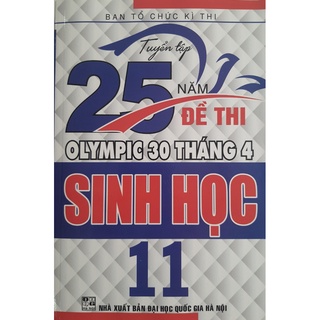 BAN TỔ CHỨC KÌ THI
Tuyển tập
25 NĂM
ĐỀ THI
OLYMPIC 30 THÁNG 4
SINH HỌC
11
NHÀ XUẤT BẢN ĐẠI HỌC QUỐC GIA HÀ NỘI